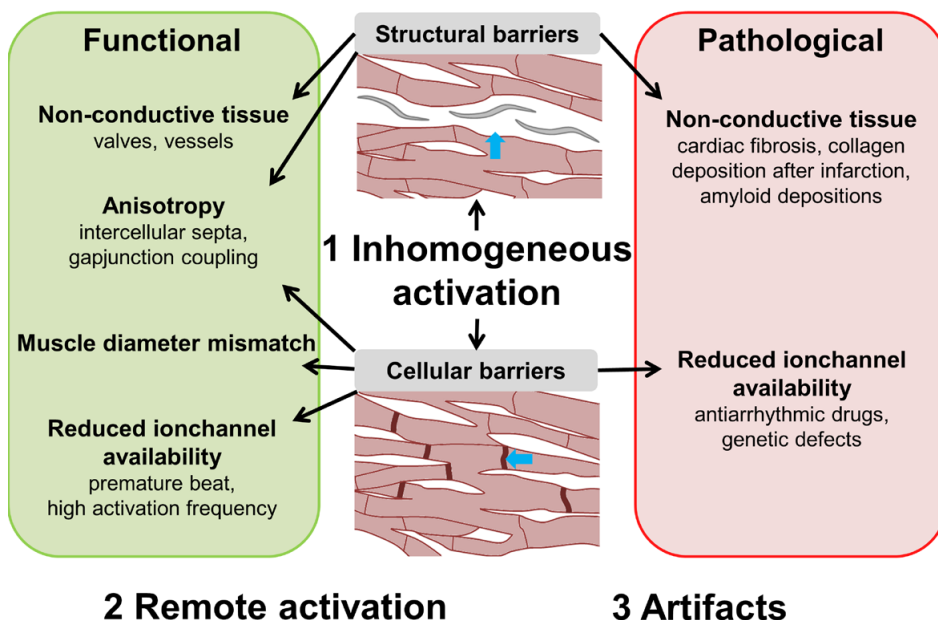 Functional
Non-conductive tissue
valves, vessels
Anisotropy
intercellular septa,
gapjunction coupling
Muscle diameter mismatch
Reduced ionchannel
availability
premature beat,
high activation frequency
Structural barriers
1 Inhomogeneous
activation
Cellular barriers
Pathological
Non-conductive tissue
cardiac fibrosis, collagen
deposition after infarction,
amyloid depositions
Reduced ionchannel
availability
antiarrhythmic drugs,
genetic defects
2 Remote activation
3 Artifacts